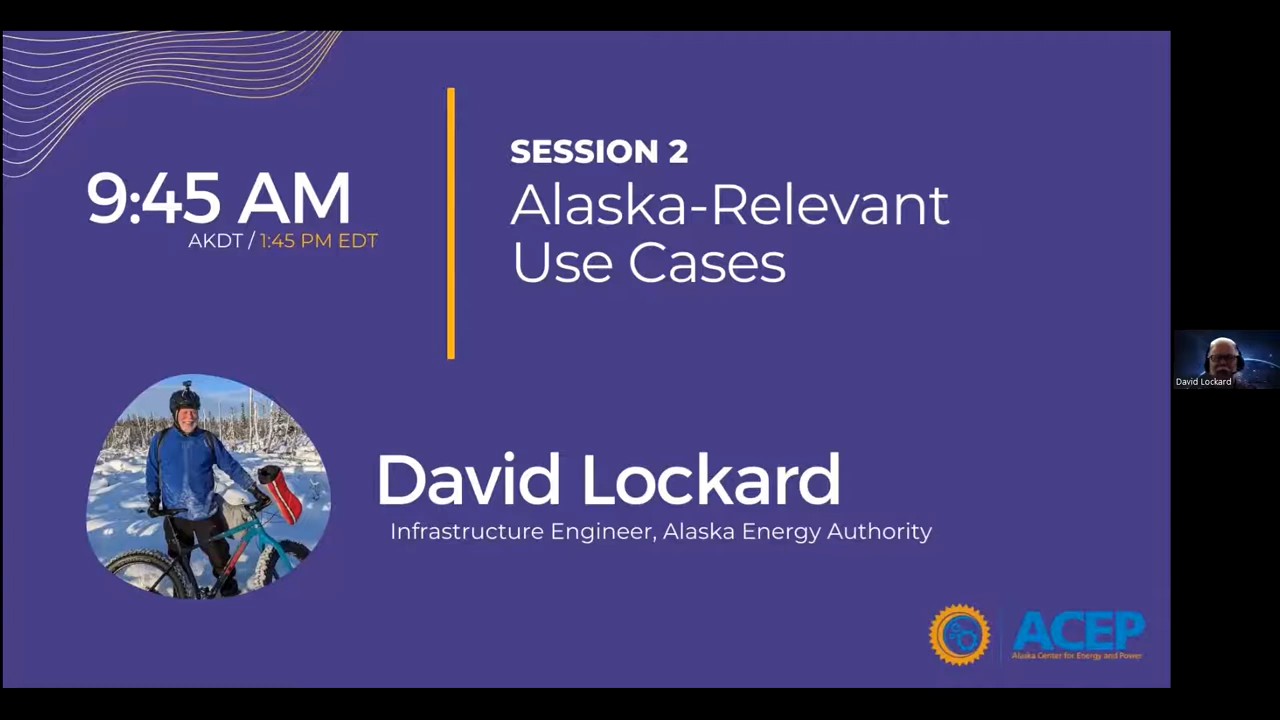 9:45 AM
AKDT / 1:45 PM EDT
SESSION 2
Alaska-Relevant
Use Cases
David Lockard
Infrastructure Engineer, Alaska Energy Authority
ACEP
Alaska Center for Energy and Power
David Lockard